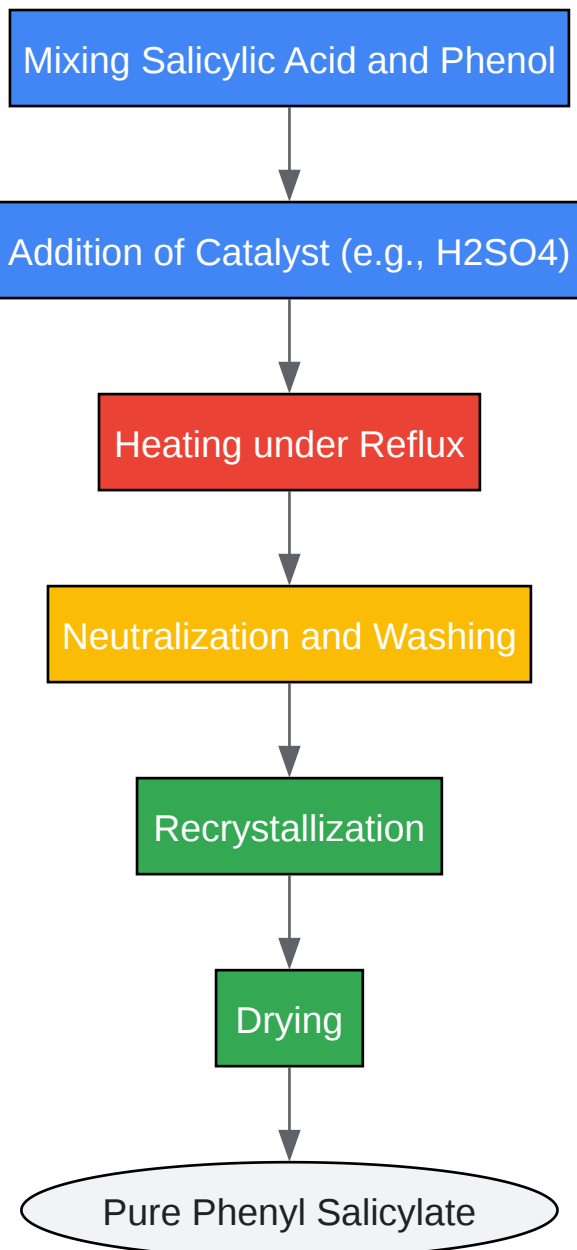 Mixing Salicylic Acid and Phenol
Addition of Catalyst (e.g., H2SO4)
Heating under Reflux
Neutralization and Washing
Recrystallization
Drying
Pure Phenyl Salicylate